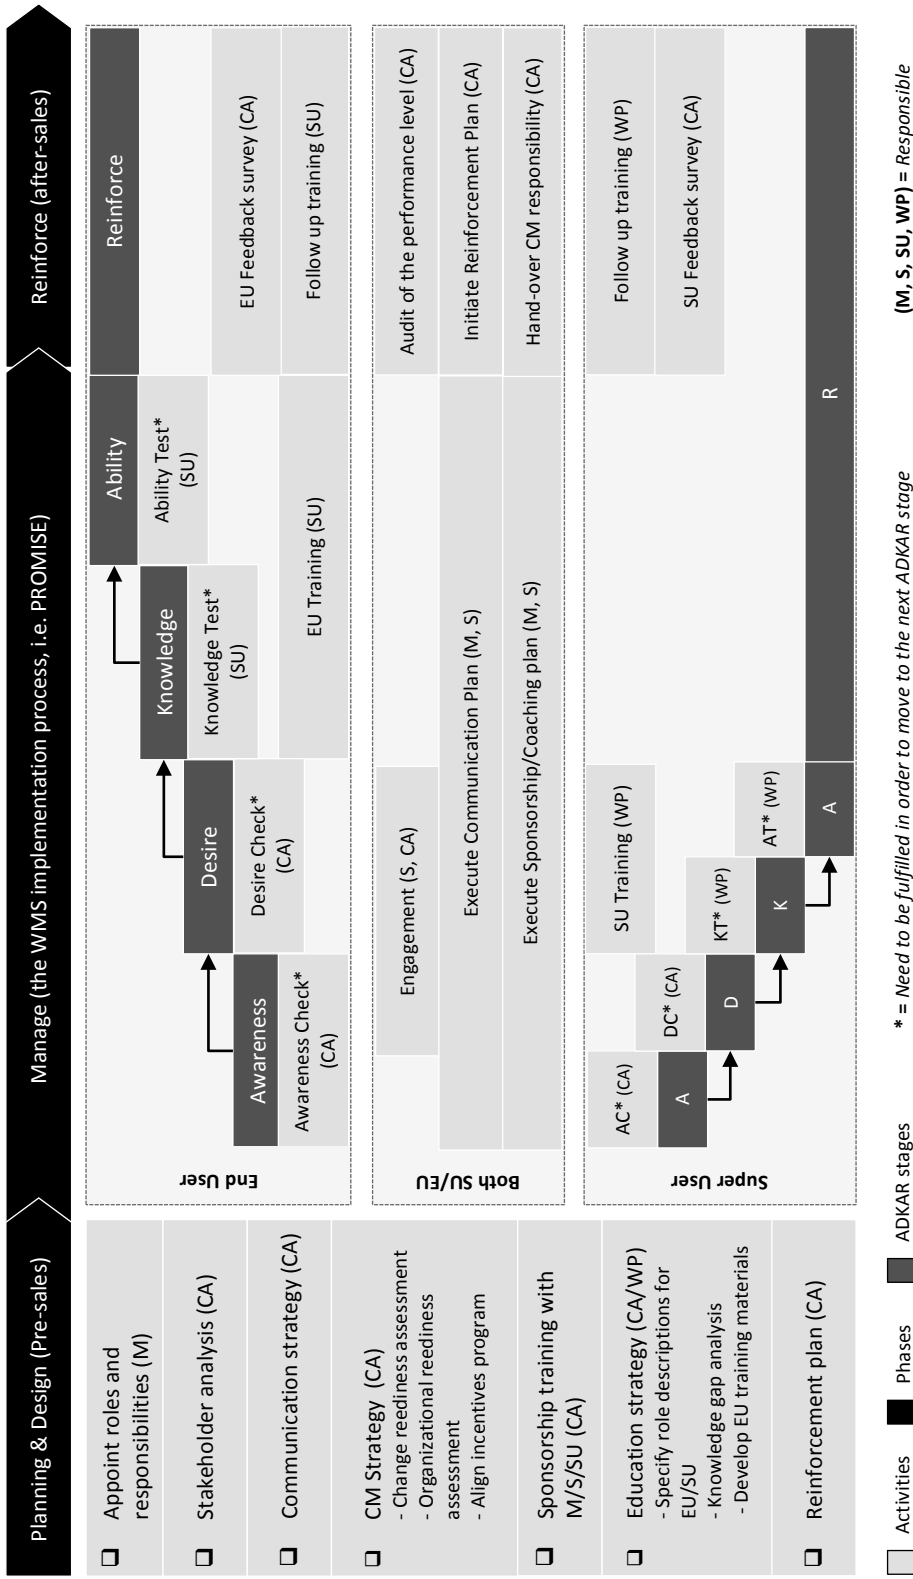 Planning & Design (Pre-sales)
Manage (the WMS implementation process, i.e. PROMISE)
Reinforce (after-sales)
Appoint roles and
responsibilities (M)
Stakeholder analysis (CA)
Communication strategy (CA)
CM Strategy (CA)
- Change reediness assessment
- Organizational reediness
assessment
- Align incentives program
Sponsorship training with
M/S/SU (CA)
Education strategy (CA/WP)
- Specify role descriptions for
EU/SU
- Knowledge gap analysis
- Develop EU training materials
Reinforcement plan (CA)
End User
Awareness
Awareness Check*
(CA)
Desire
Desire Check*
(CA)
Knowledge
Knowledge Test*
(SU)
Ability
Ability Test*
(SU)
EU Training (SU)
Reinforce
EU Feedback survey (CA)
Follow up training (SU)
Both SU/EU
Engagement (S, CA)
Execute Communication Plan (M, S)
Execute Sponsorship/Coaching plan (M, S)
Audit of the performance level (CA)
Initiate Reinforcement Plan (CA)
Hand-over CM responsibility (CA)
Super User
AC* (CA)
A
DC* (CA)
D
SU Training (WP)
KT* (WP)
K
AT* (WP)
A
R
Follow up training (WP)
SU Feedback survey (CA)
Activities
Phases
ADKAR stages
* = Need to be fulfilled in order to move to the next ADKAR stage
(M, S, SU, WP) = Responsible